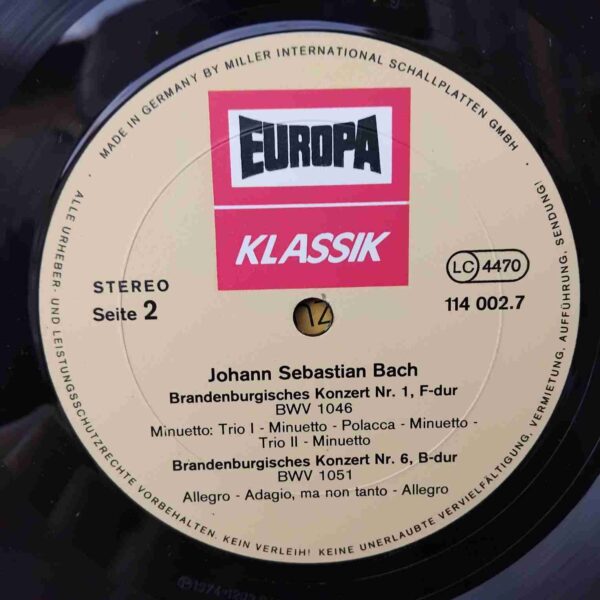 MADE IN GERMANY BY MILLER INTERNATIONAL SCHALLPLATTEN GMBH
EUROPA
KLASSIK
STEREO
Seite 2
LC 4470
114 002.7
12
Johann Sebastian Bach
Brandenburgisches Konzert Nr. 1, F-dur
BWV 1046
Minuetto: Trio I - Minuetto - Polacca - Minuetto -
Trio II - Minuetto
Brandenburgisches Konzert Nr. 6, B-dur
BWV 1051
Allegro - Adagio, ma non tanto - Allegro
ALLE URHEBER- UND LEISTUNGSSCHUTZRECHTE VORBEHALTEN. KEIN VERLEIH! KEINE UNERLAUBTE VERVIELFÄLTIGUNG, VERMIETUNG, AUFFÜHRUNG, SENDUNG!